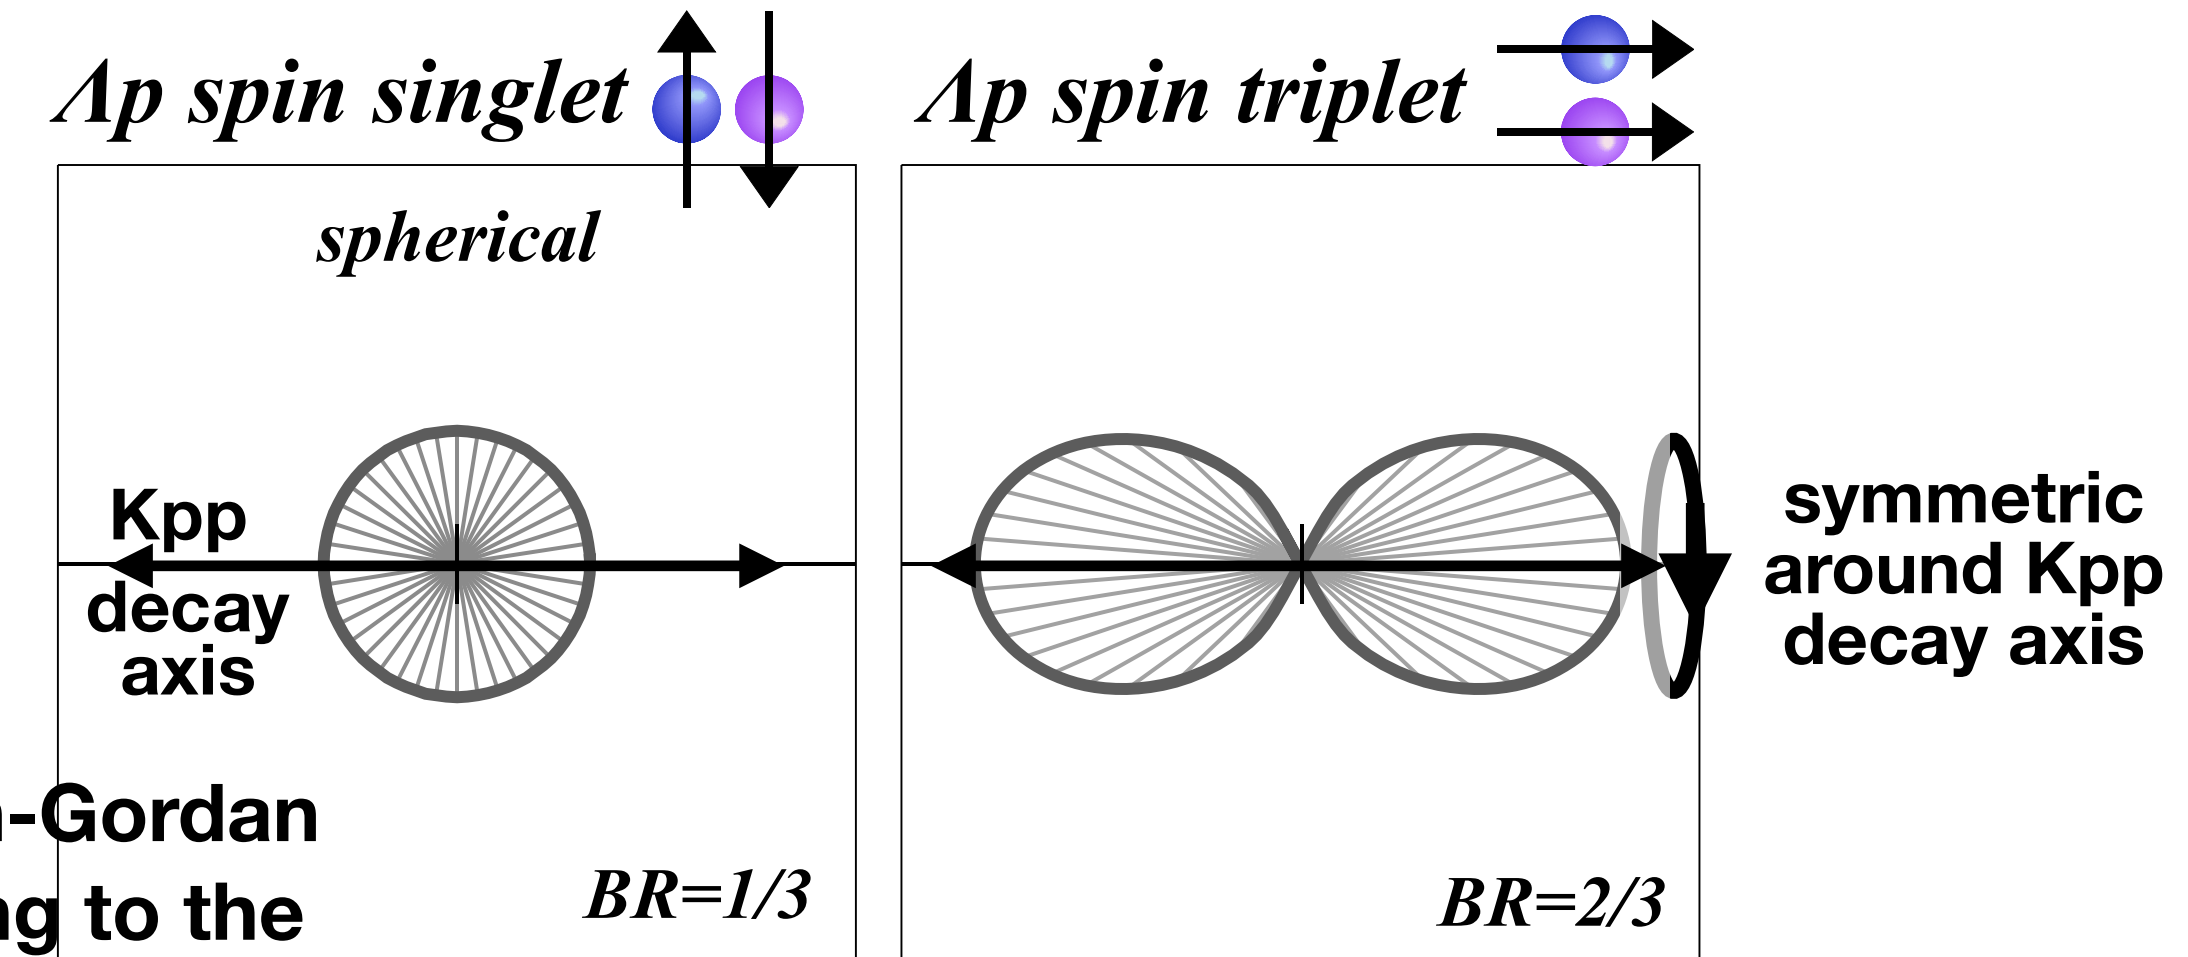 Λp spin singlet
Λp spin triplet
spherical
Kpp
decay
axis
symmetric
around Kpp
decay axis
-Gordan
to the
BR=1/3
BR=2/3